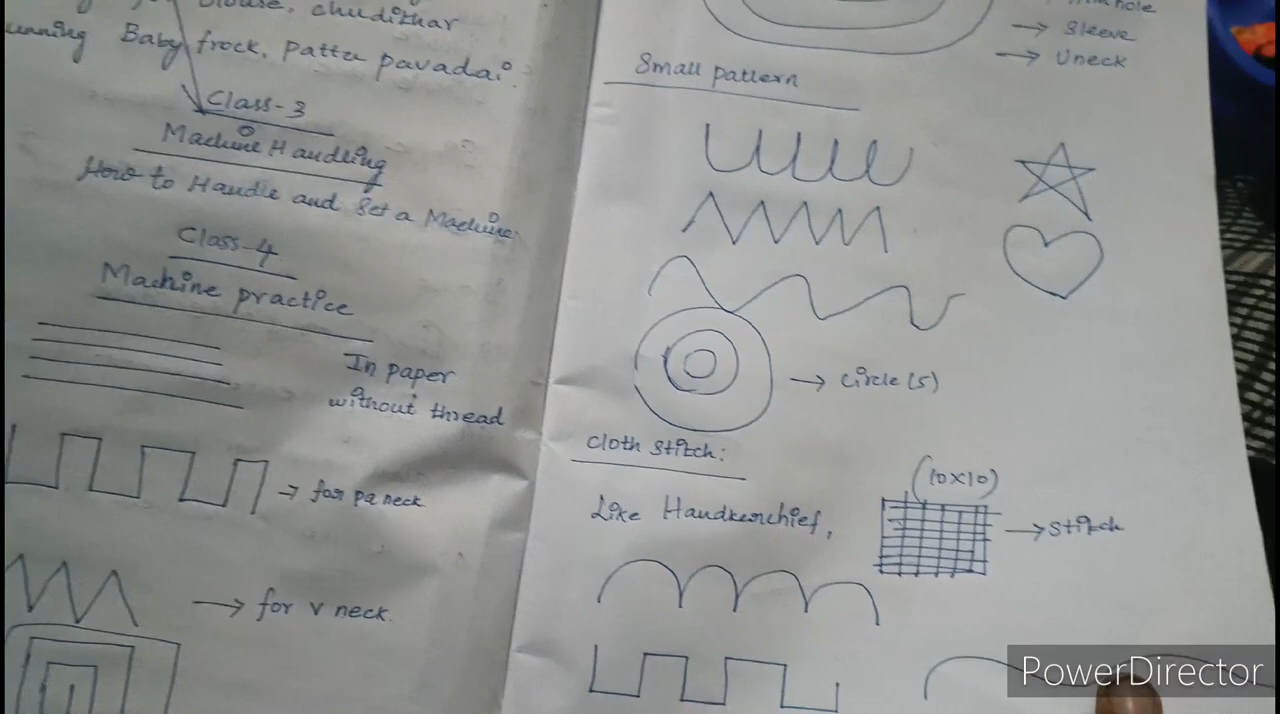 Blouse, chudithar
Baby frock, Pattu pavadai
Class-3
Machine Handling
How to Handle and Set a Machine
Class-4
Machine practice
In paper
without thread
→ for pa neck
→ for V neck.
→ Sleeve
→ Uneck
Small pattern
→ Circle (5)
Cloth Stitch:
(10x10)
Like Handkerchief,
→ Stitch
PowerDirector